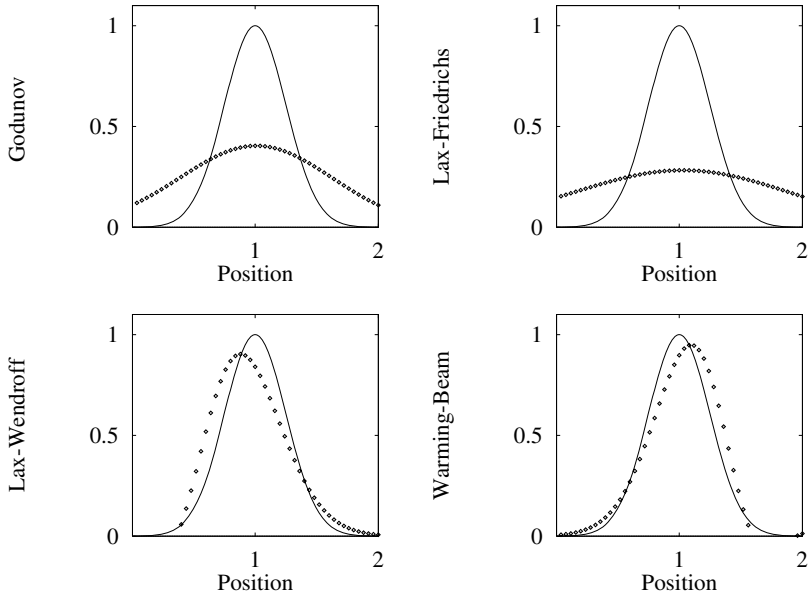 Godunov
1
0.5
0
1
2
Position
Lax-Friedrichs
1
0.5
0
1
2
Position
Lax-Wendroff
1
0.5
0
1
2
Position
Warming-Beam
1
0.5
0
1
2
Position